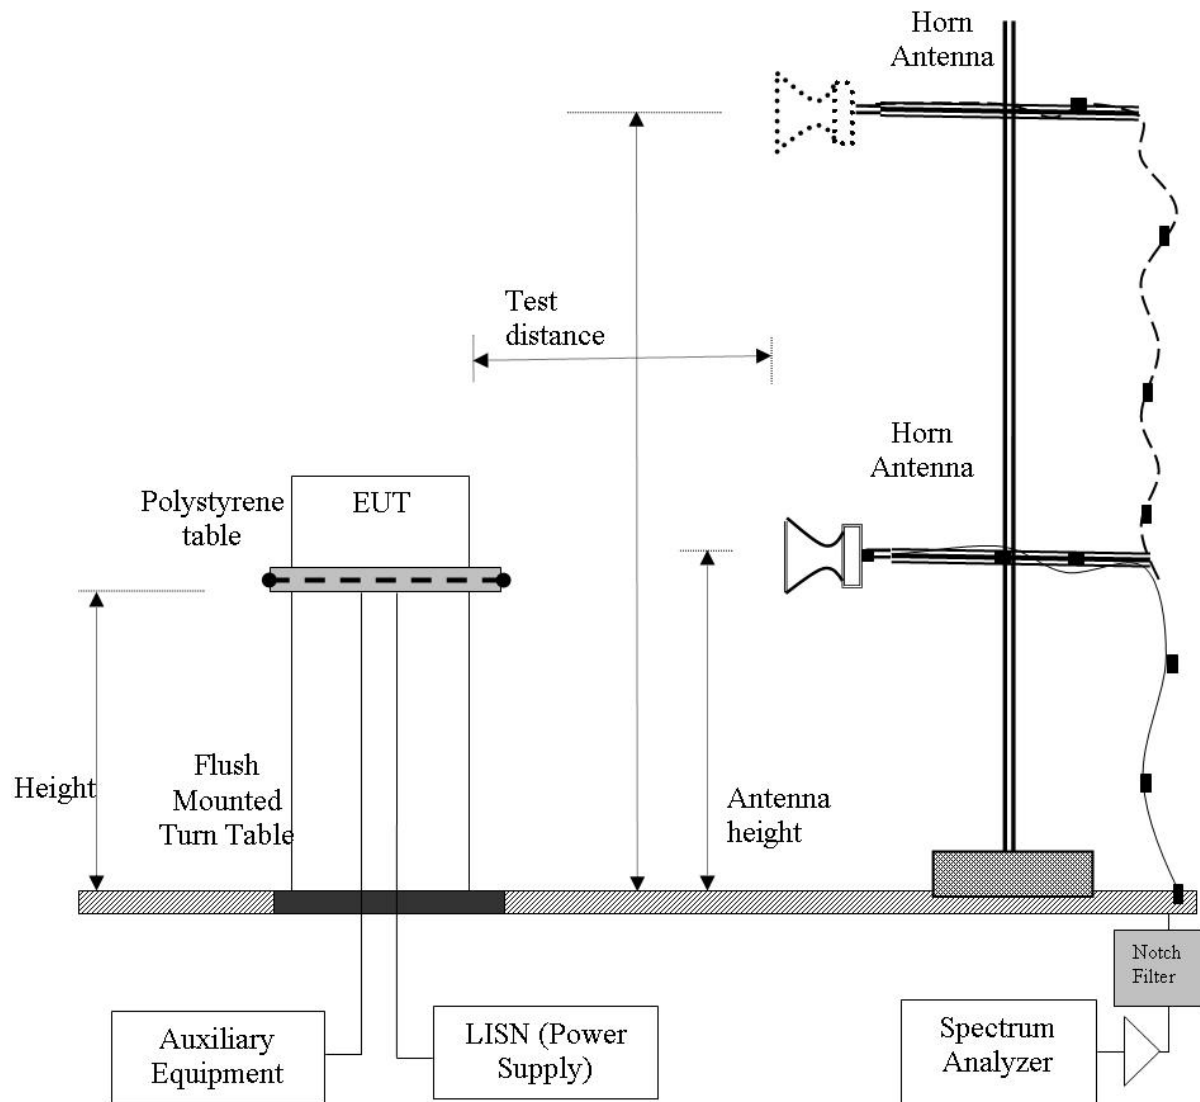 Horn
Antenna
Test
distance
Horn
Antenna
Polystyrene
table
EUT
Height
Flush
Mounted
Turn Table
Antenna
height
Notch
Filter
Auxiliary
Equipment
LISN (Power
Supply)
Spectrum
Analyzer